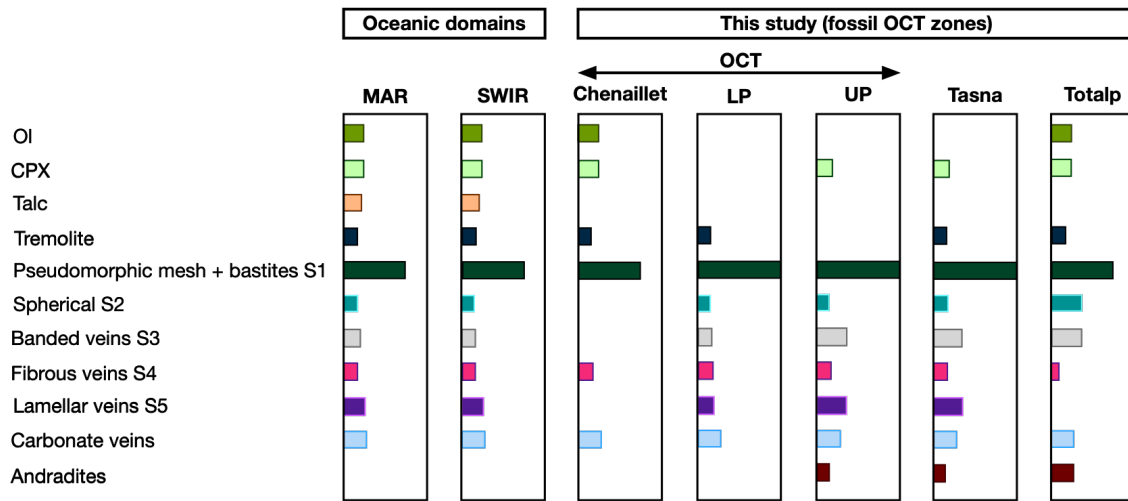 Oceanic domains
This study (fossil OCT zones)
OCT
MAR
SWIR
Chenaillet
LP
UP
Tasna
Totalp
Ol
CPX
Talc
Tremolite
Pseudomorphic mesh + bastites S1
Spherical S2
Banded veins S3
Fibrous veins S4
Lamellar veins S5
Carbonate veins
Andradites